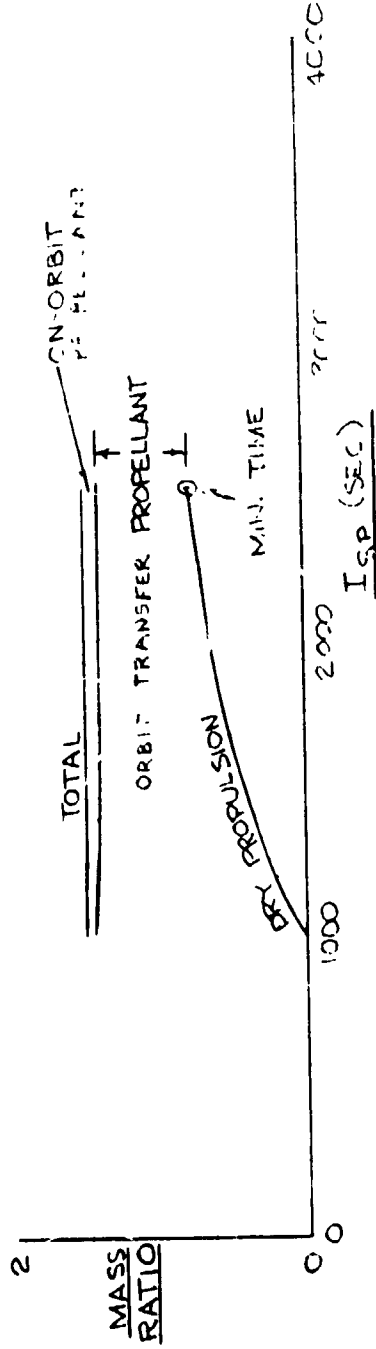 2
MASS
RATIO
0
TOTAL
ON-ORBIT
ORBIT TRANSFER PROPELLANT
DRY PROPULSION
MIN. TIME
0
1000
2000
4000
ISP (SEC)